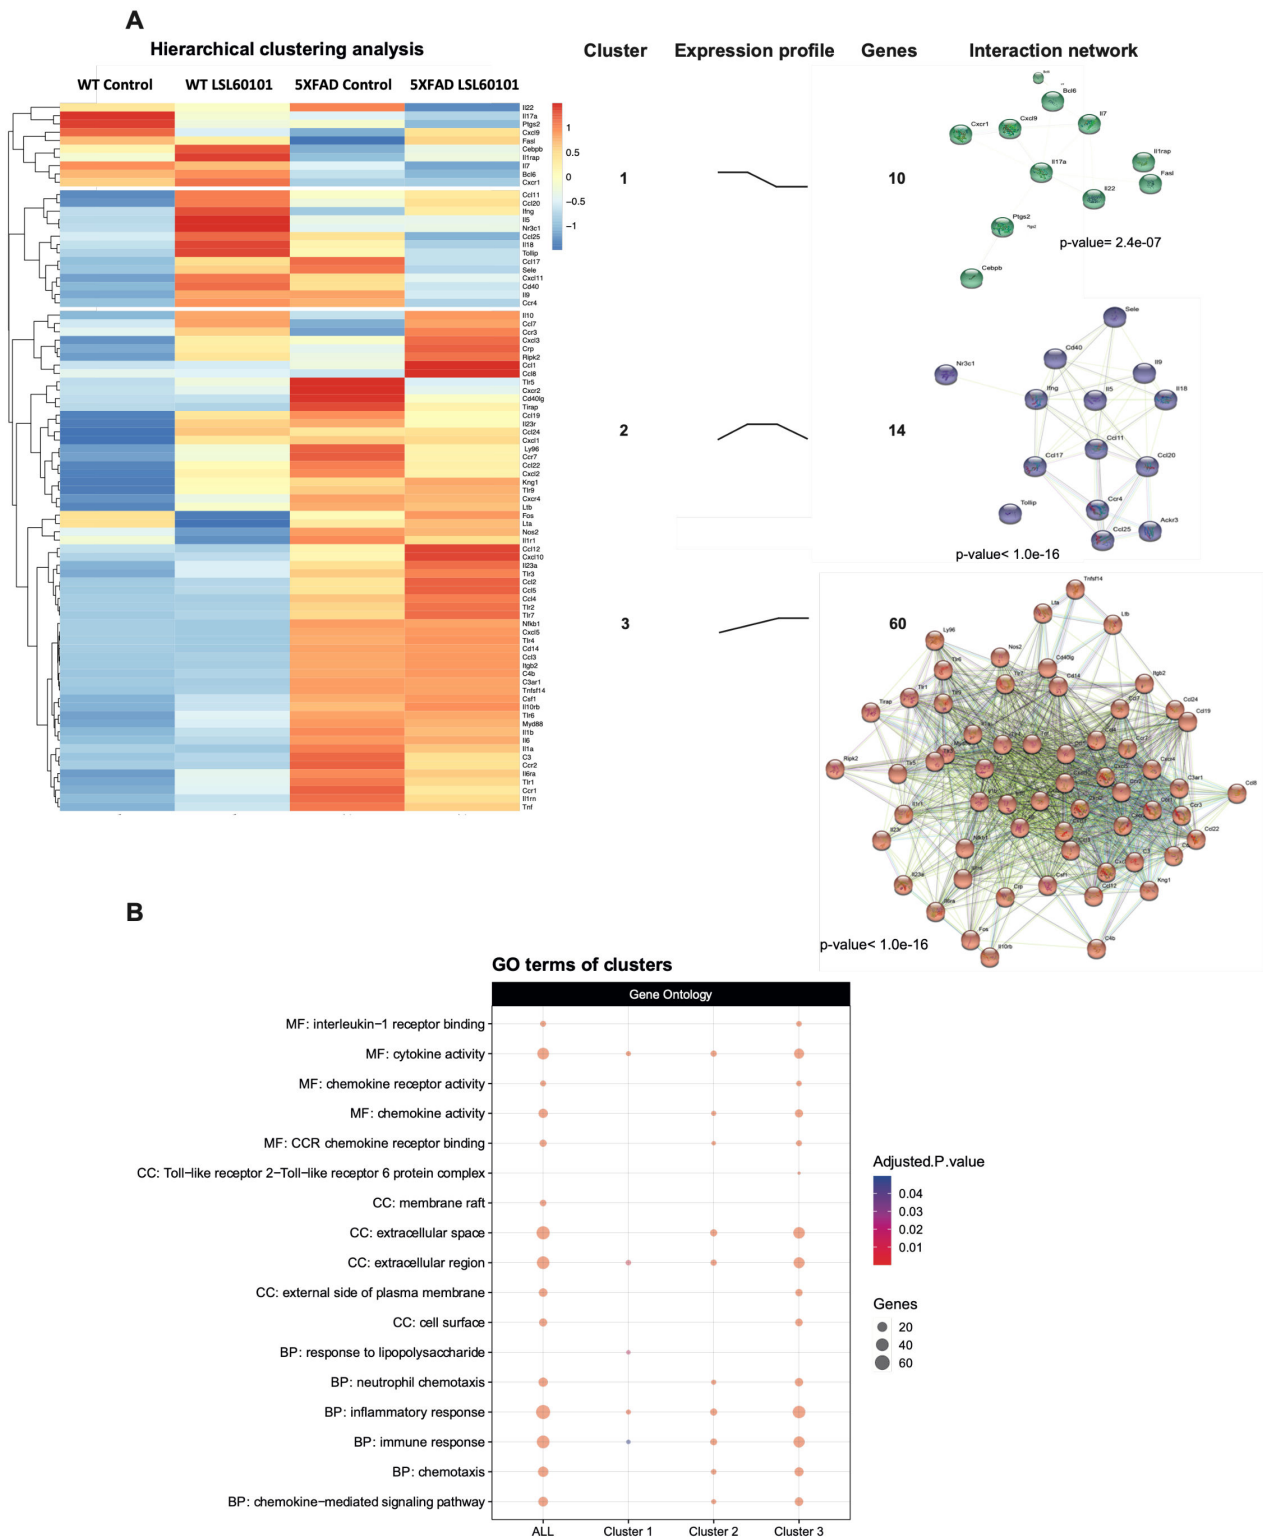 A
Hierarchical clustering analysis
Cluster Expression profile Genes Interaction network
WT Control WT LSL60101 5XFAD Control 5XFAD LSL60101
Il22
Il17a
Ptgs2
Cxcl9
Fasl
Cebpb
Il1rap
Il7
Bcl6
Cxcr1
Ccl11
Ccl20
Ifng
Il5
Nr3c1
Ccl25
Il18
Tollip
Ccl17
Sele
Cxcl11
Cd40
Il9
Ccr4
Il10
Ccl7
Ccr3
Cxcl3
Crp
Ripk2
Ccl1
Ccl8
Tlr5
Cxcr2
Cd40lg
Tirap
Ccl19
Il23r
Ccl24
Cxcl1
Ly96
Ccr7
Ccl22
Cxcl2
Kng1
Tlr9
Cxcr4
Ltb
Fos
Lta
Nos2
Il1r1
Ccl12
Cxcl10
Il23a
Tlr3
Ccl2
Ccl5
Ccl4
Tlr2
Tlr7
Nfkb1
Cxcl5
Tlr4
Cd14
Ccl3
Itgb2
C4b
C3ar1
Tnfsf14
Csf1
Il10rb
Tlr6
Myd88
Il1b
Il6
Il1a
C3
Ccr2
Il6ra
Tlr1
Ccr1
Il1rn
Tnf
1
0.5
0
−0.5
−1
1
10
Bcl6
Cxcr1
Cxcl9
Il7
Il17a
Il1rap
Fasl
Il22
Ptgs2
Cebpb
p-value= 2.4e-07
2
14
Sele
Cd40
Nr3c1
Il9
Ifng
Il5
Il18
Ccl11
Ccl17
Ccl20
Tollip
Ccr4
Ackr3
Ccl25
p-value< 1.0e-16
3
60
Tnfsf14
Lta
Ltb
Ly96
Nos2
Cd40lg
Tlr6
Tlr7
Cd14
Itgb2
Tlr1
Ccl24
Tirap
Ccl19
Ripk2
Tlr5
Cxcr4
C3ar1
Ccl8
Ccr3
Il1r1
Il23r
Ccl22
Nfkb1
C3
Il23a
Csf1
Ccl12
Kng1
Crp
Il6ra
Fos
Il10rb
C4b
p-value< 1.0e-16
B
GO terms of clusters
Gene Ontology
MF: interleukin−1 receptor binding
MF: cytokine activity
MF: chemokine receptor activity
MF: chemokine activity
MF: CCR chemokine receptor binding
CC: Toll−like receptor 2−Toll−like receptor 6 protein complex
CC: membrane raft
CC: extracellular space
CC: extracellular region
CC: external side of plasma membrane
CC: cell surface
BP: response to lipopolysaccharide
BP: neutrophil chemotaxis
BP: inflammatory response
BP: immune response
BP: chemotaxis
BP: chemokine−mediated signaling pathway
ALL Cluster 1 Cluster 2 Cluster 3
Adjusted.P.value
0.04
0.03
0.02
0.01
Genes
20
40
60